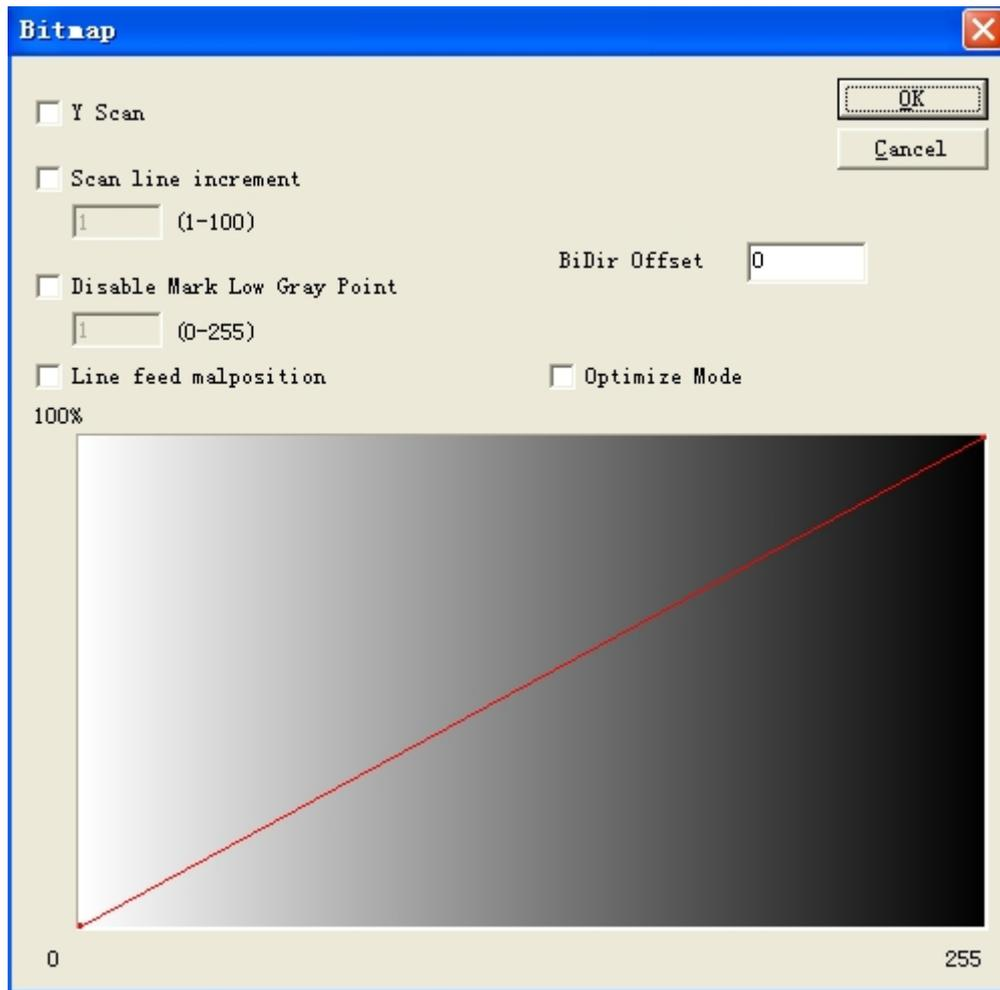 Bitmap
Y Scan
OK
Cancel
Scan line increment
1 (1-100)
BiDir Offset 0
Disable Mark Low Gray Point
1 (0-255)
Line feed malposition
Optimize Mode
100%
0
255